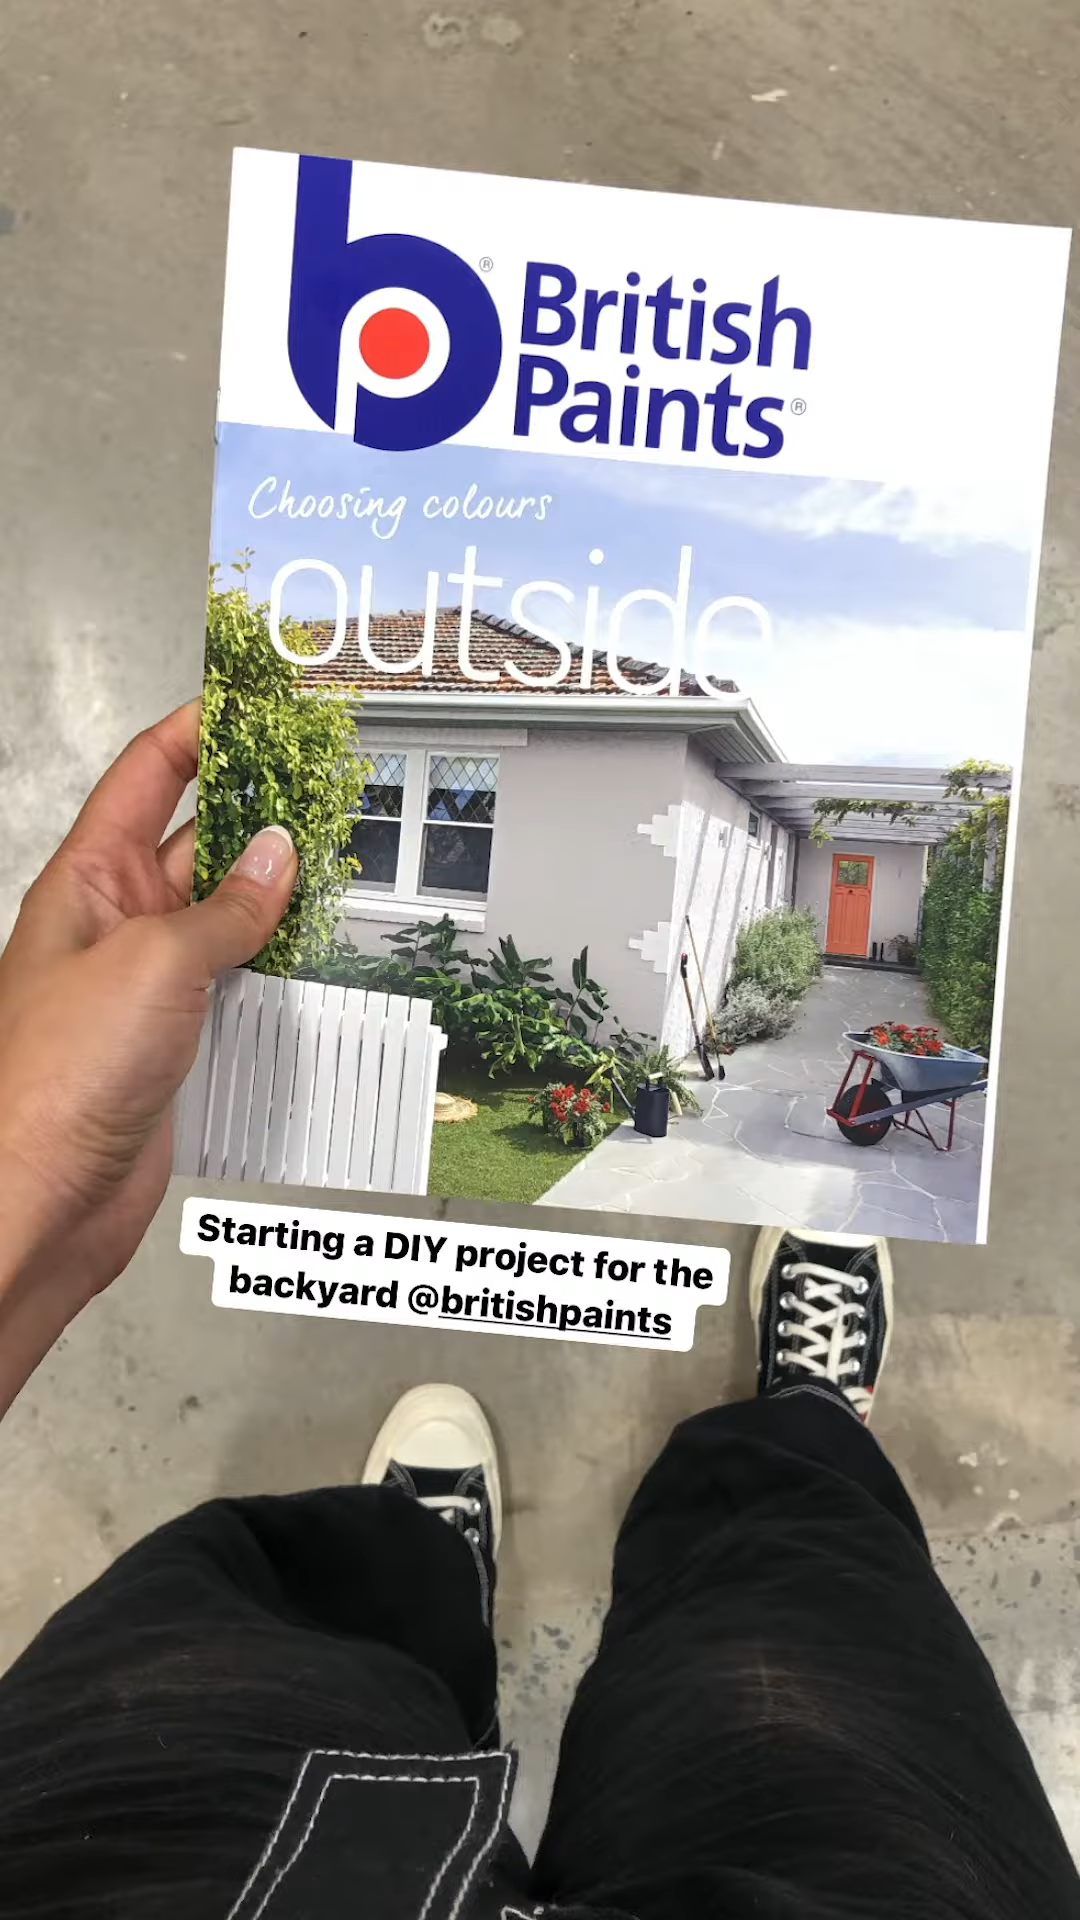 British
Paints®
Choosing colours
outside
Starting a DIY project for the
backyard @britishpaints